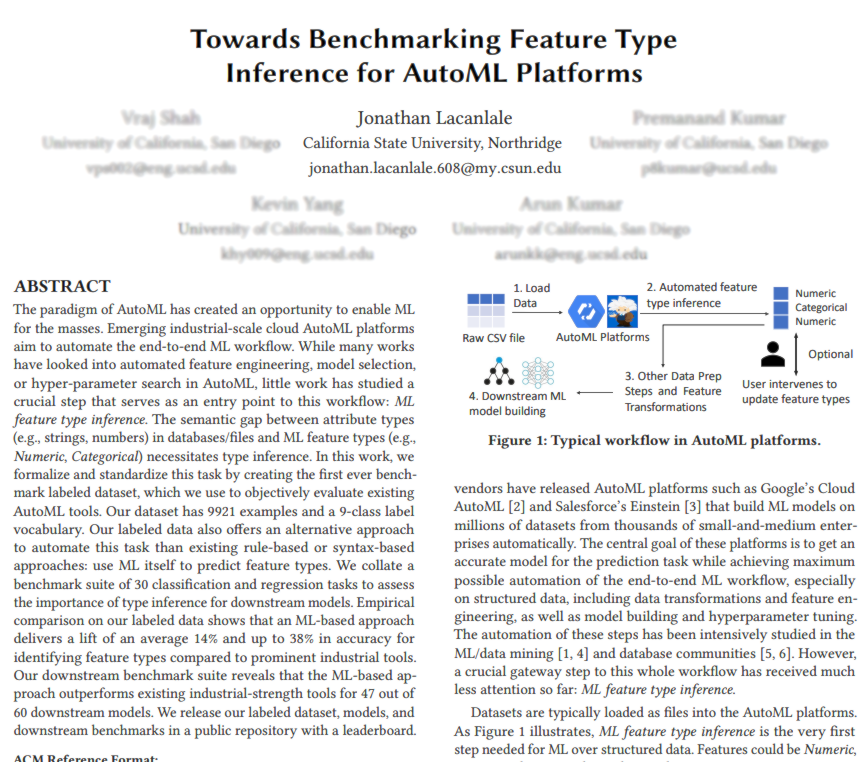 Towards Benchmarking Feature Type
Inference for AutoML Platforms
Vraj Shah
University of California, San Diego
Jonathan Lacanlale
California State University, Northridge
jonathan.lacanlale.608@my.csun.edu
Premanand Kumar
University of California, San Diego
Kevin Yang
University of California, San Diego
Arun Kumar
University of California, San Diego
ABSTRACT
The paradigm of AutoML has created an opportunity to enable ML
for the masses. Emerging industrial-scale cloud AutoML platforms
aim to automate the end-to-end ML workflow. While many works
have looked into automated feature engineering, model selection,
or hyper-parameter search in AutoML, little work has studied a
crucial step that serves as an entry point to this workflow: ML
feature type inference. The semantic gap between attribute types
(e.g., strings, numbers) in databases/files and ML feature types (e.g.,
Numeric, Categorical) necessitates type inference. In this work, we
formalize and standardize this task by creating the first ever bench-
mark labeled dataset, which we use to objectively evaluate existing
AutoML tools. Our dataset has 9921 examples and a 9-class label
vocabulary. Our labeled data also offers an alternative approach
to automate this task than existing rule-based or syntax-based
approaches: use ML itself to predict feature types. We collate a
benchmark suite of 30 classification and regression tasks to assess
the importance of type inference for downstream models. Empirical
comparison on our labeled data shows that an ML-based approach
delivers a lift of an average 14% and up to 38% in accuracy for
identifying feature types compared to prominent industrial tools.
Our downstream benchmark suite reveals that the ML-based ap-
proach outperforms existing industrial-strength tools for 47 out of
60 downstream models. We release our labeled dataset, models, and
downstream benchmarks in a public repository with a leaderboard.
ACM Reference Format:
1. Load
Data
2. Automated feature
type inference
Numeric
Categorical
Numeric
Raw CSV file
AutoML Platforms
Optional
3. Other Data Prep
Steps and Feature
Transformations
User intervenes to
update feature types
4. Downstream ML
model building
Figure 1: Typical workflow in AutoML platforms.
vendors have released AutoML platforms such as Google's Cloud
AutoML [2] and Salesforce's Einstein [3] that build ML models on
millions of datasets from thousands of small-and-medium enter-
prises automatically. The central goal of these platforms is to get an
accurate model for the prediction task while achieving maximum
possible automation of the end-to-end ML workflow, especially
on structured data, including data transformations and feature en-
gineering, as well as model building and hyperparameter tuning.
The automation of these steps has been intensively studied in the
ML/data mining [1, 4] and database communities [5, 6]. However,
a crucial gateway step to this whole workflow has received much
less attention so far: ML feature type inference.
Datasets are typically loaded as files into the AutoML platforms.
As Figure 1 illustrates, ML feature type inference is the very first
step needed for ML over structured data. Features could be Numeric,